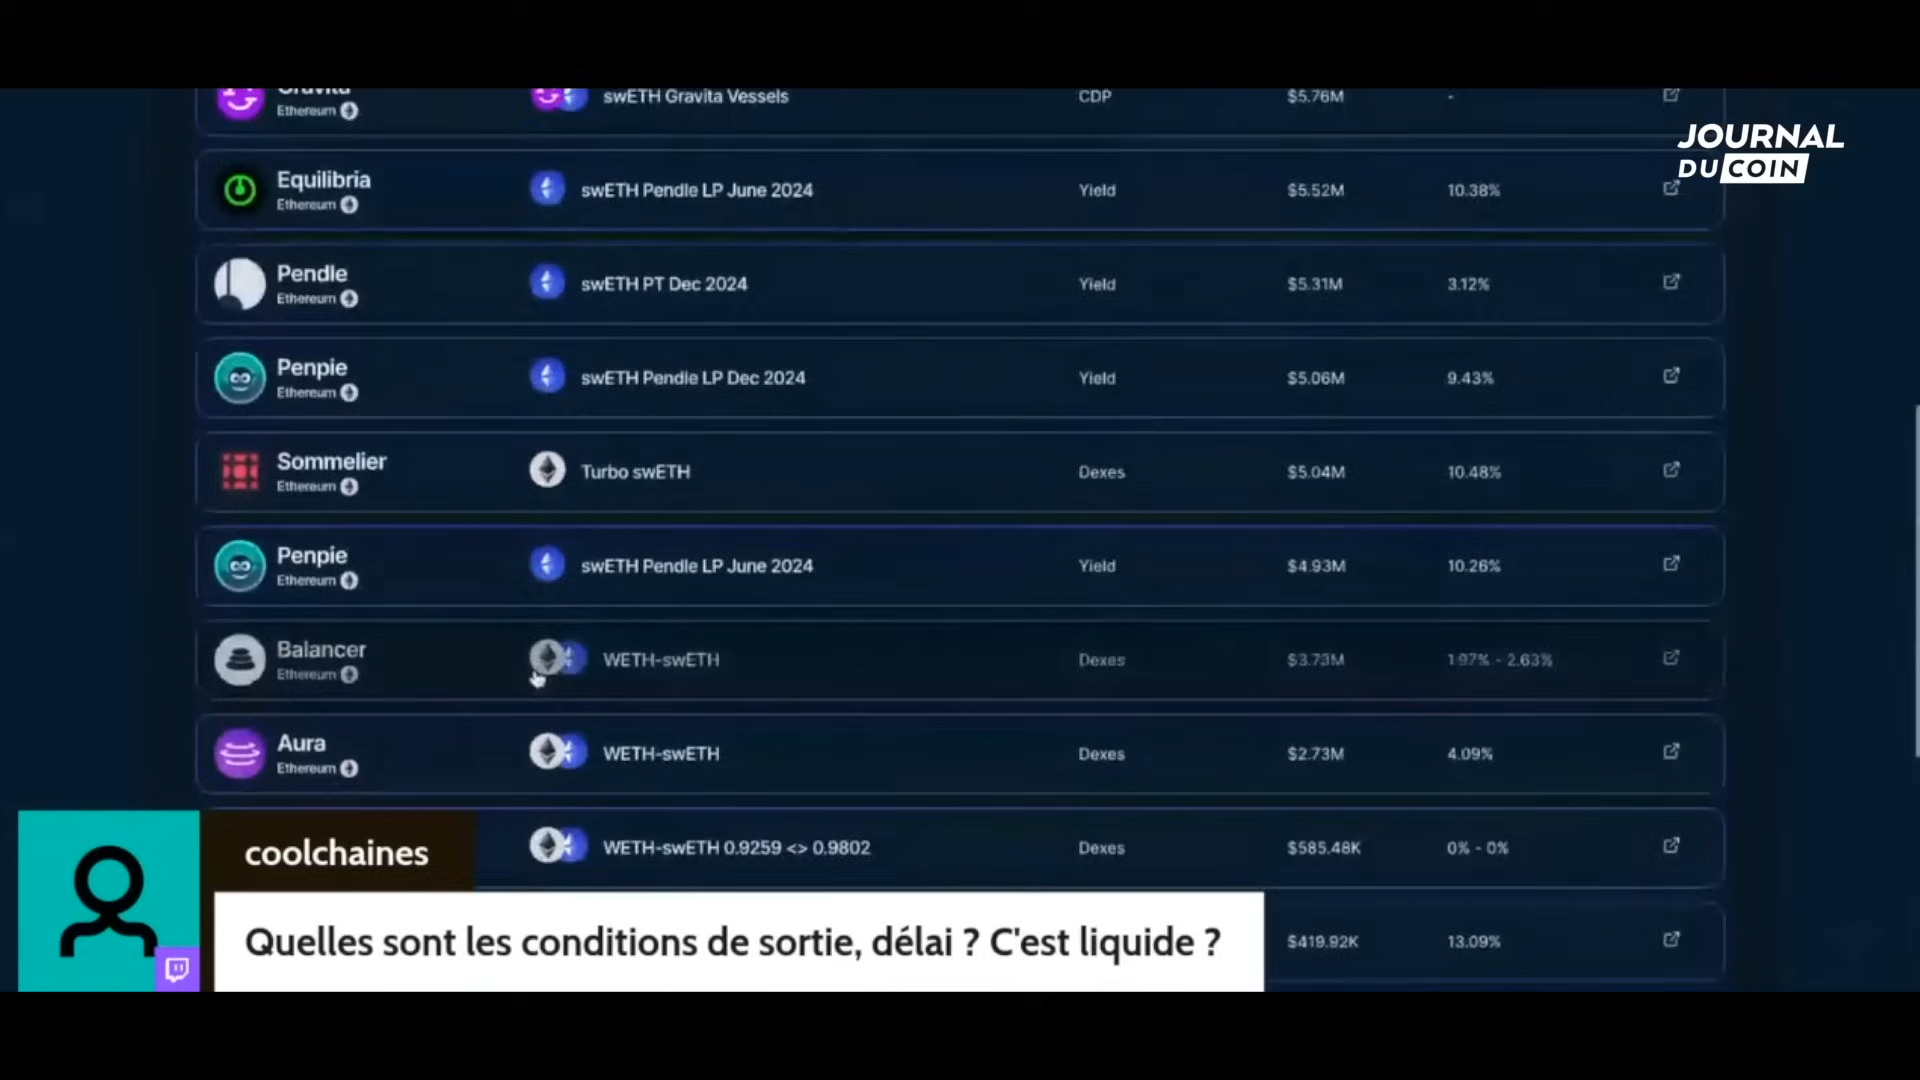 Gravita
Ethereum
swETH Gravita Vessels
CDP
$5.76M
-
JOURNAL
DU COIN
Equilibria
Ethereum
swETH Pendle LP June 2024
Yield
$5.52M
10.38%
Pendle
Ethereum
swETH PT Dec 2024
Yield
$5.31M
3.12%
Penpie
Ethereum
swETH Pendle LP Dec 2024
Yield
$5.06M
9.43%
Sommelier
Ethereum
Turbo swETH
Dexes
$5.04M
10.48%
Penpie
Ethereum
swETH Pendle LP June 2024
Yield
$4.93M
10.26%
Balancer
Ethereum
WETH-swETH
Dexes
$3.73M
1.97% - 2.63%
Aura
Ethereum
WETH-swETH
Dexes
$2.73M
4.09%
coolchaines
WETH-swETH 0.9259 <> 0.9802
Dexes
$585.48K
0% - 0%
Quelles sont les conditions de sortie, délai ? C'est liquide ?
$419.92K
13.09%